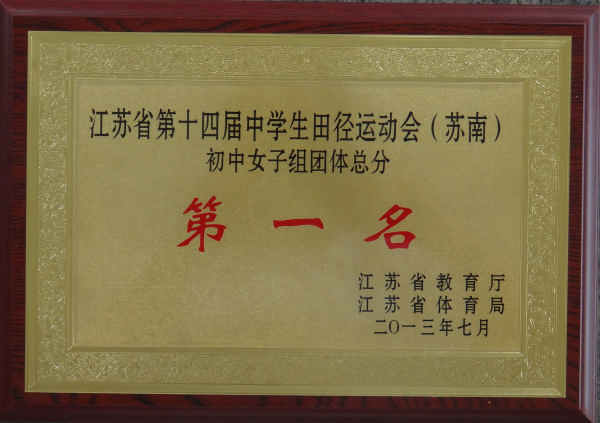 江苏省第十四届中学生田径运动会（苏南）
初中女子组团体总分
第一名
江苏省教育厅
江苏省体育局
二〇一三年七月